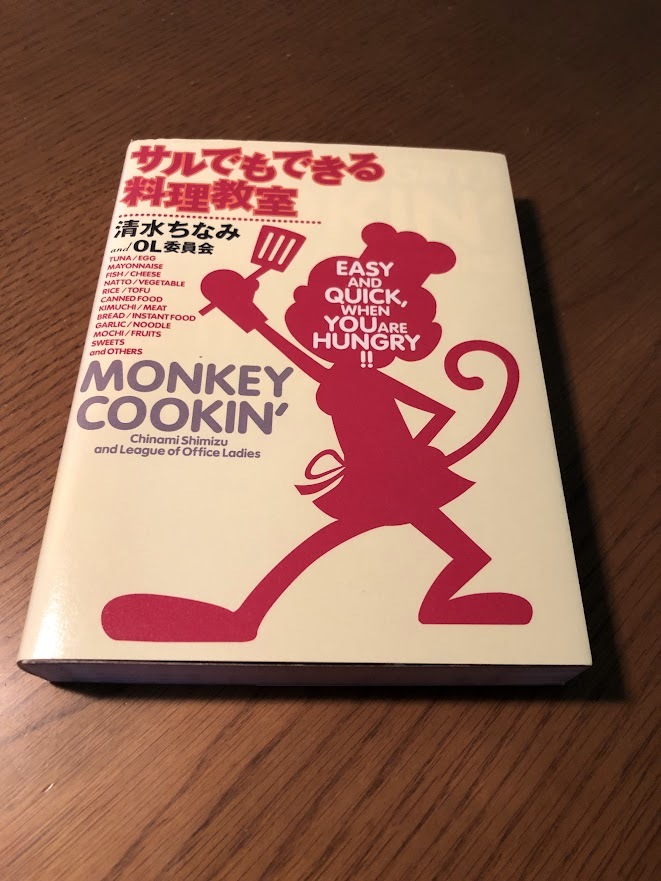 サルでもできる
料理教室
清水ちなみ
and OL委員会
TUNA / EGG
MAYONNAISE
FISH / CHEESE
NATTO / VEGETABLE
RICE / TOFU
CANNED FOOD
KIMUCHI / MEAT
BREAD / INSTANT FOOD
GARLIC / NOODLE
MOCHI / FRUITS
SWEETS
and OTHERS
MONKEY
COOKIN'
Chinami Shimizu
and League of Office Ladies
EASY
AND
QUICK,
WHEN
YOU ARE
HUNGRY
!!